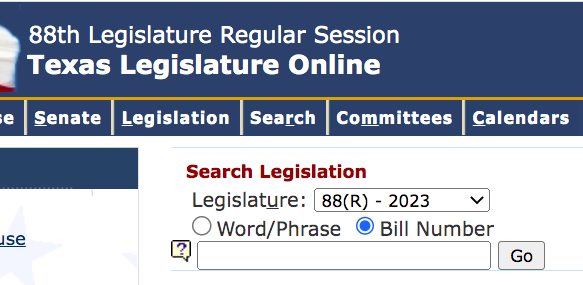 88th Legislature Regular Session
Texas Legislature Online
se Senate Legislation Search Committees Calendars
Search Legislation
Legislature: 88(R) - 2023
Word/Phrase Bill Number
use
? Go